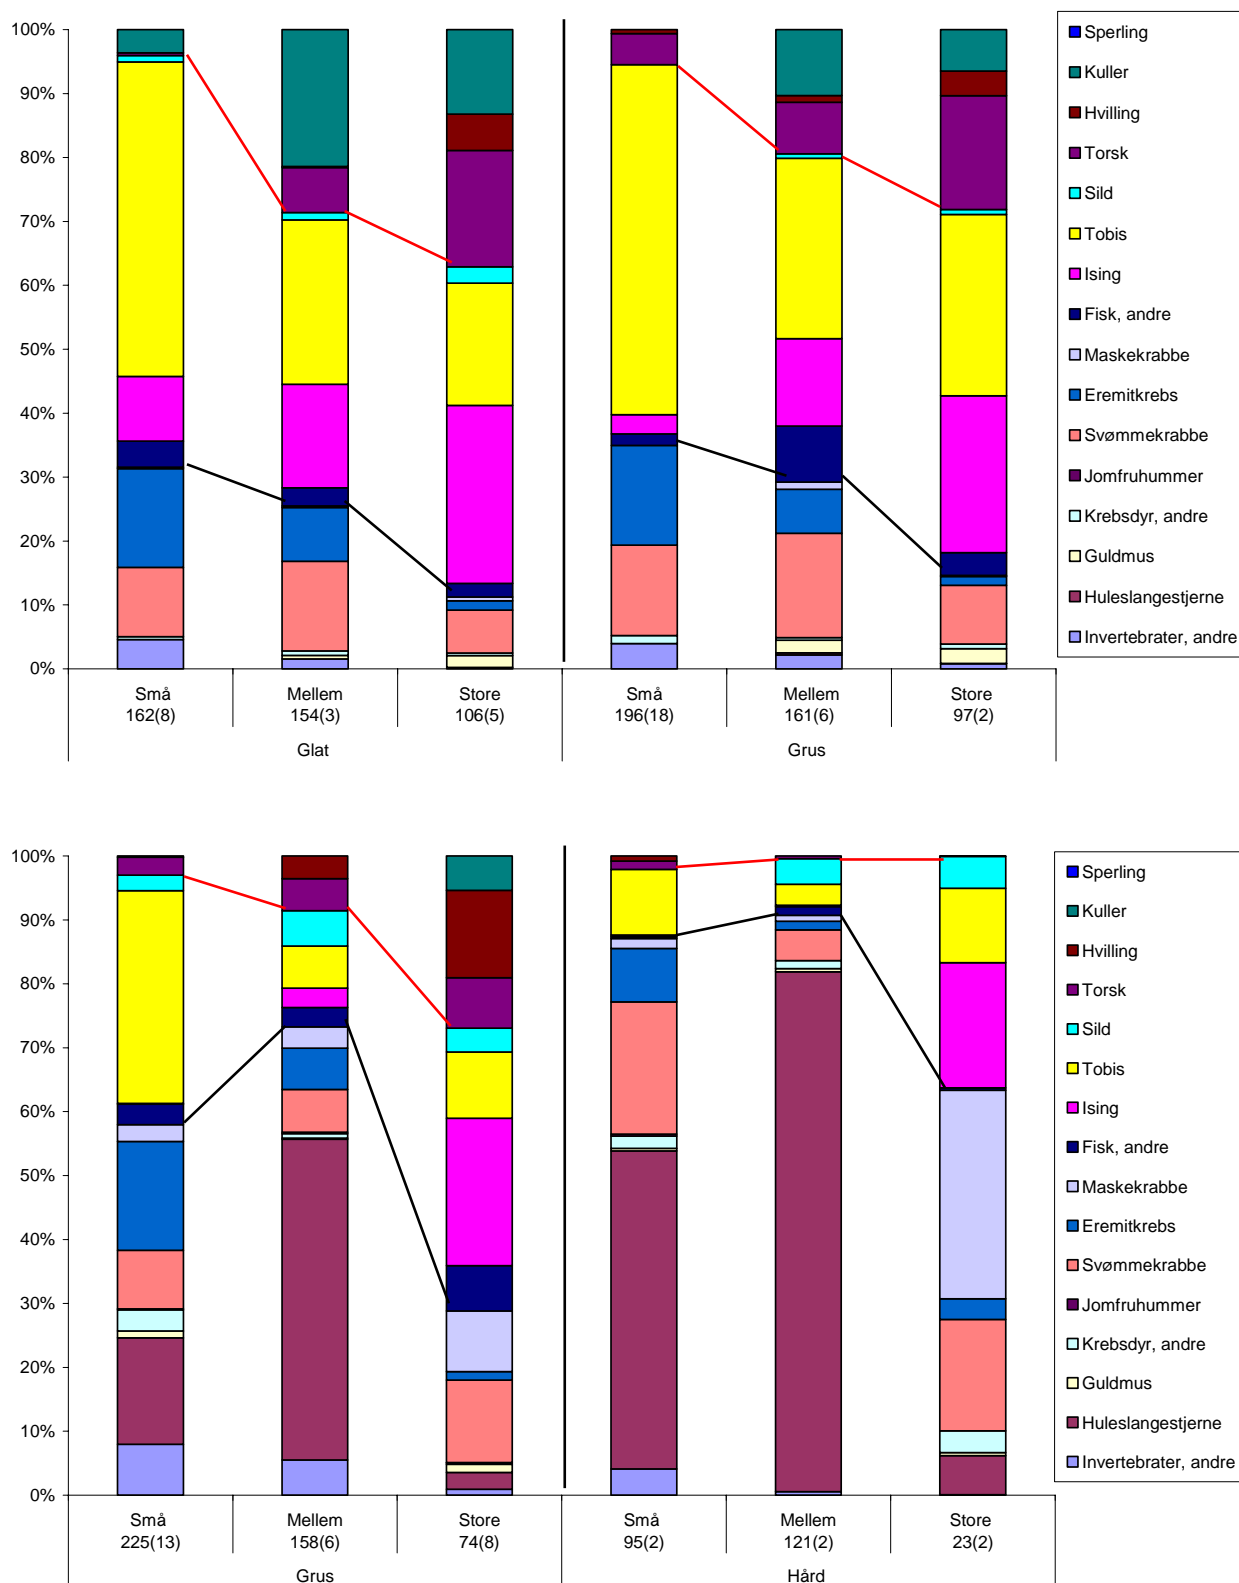 100%
90%
80%
70%
60%
50%
40%
30%
20%
10%
0%
Små
Mellem
Store
Små
Mellem
Store
162(8)
154(3)
106(5)
196(18)
161(6)
97(2)
Glat
Grus
Sperling
Kuller
Hvilling
Torsk
Sild
Tobis
Ising
Fisk, andre
Maskekrabbe
Eremitkrebs
Svømmekrabbe
Jomfruhummer
Krebsdyr, andre
Guldmus
Huleslangestjerne
Invertebrater, andre
100%
90%
80%
70%
60%
50%
40%
30%
20%
10%
0%
Små
Mellem
Store
Små
Mellem
Store
225(13)
158(6)
74(8)
95(2)
121(2)
23(2)
Grus
Hård
Sperling
Kuller
Hvilling
Torsk
Sild
Tobis
Ising
Fisk, andre
Maskekrabbe
Eremitkrebs
Svømmekrabbe
Jomfruhummer
Krebsdyr, andre
Guldmus
Huleslangestjerne
Invertebrater, andre